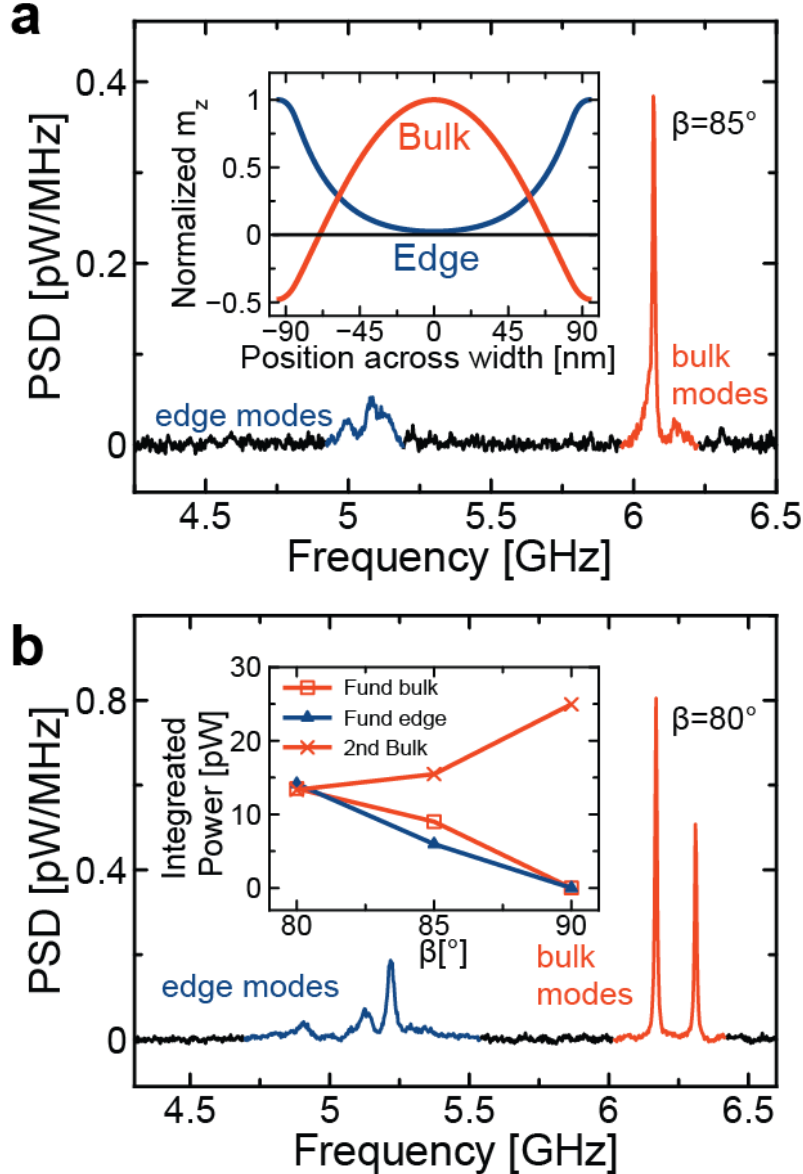 a
PSD [pW/MHz]
0.4
0.2
0
Normalized m_z
1
0.5
0
−0.5
Bulk
Edge
−90 −45 0 45 90
Position across width [nm]
β=85°
edge modes
bulk
modes
4.5 5 5.5 6 6.5
Frequency [GHz]
b
PSD [pW/MHz]
0.8
0.4
0
Integreated
Power [pW]
30
20
10
0
Fund bulk
Fund edge
2nd Bulk
80 85 90
β[°]
β=80°
edge modes
bulk
modes
4.5 5 5.5 6 6.5
Frequency [GHz]